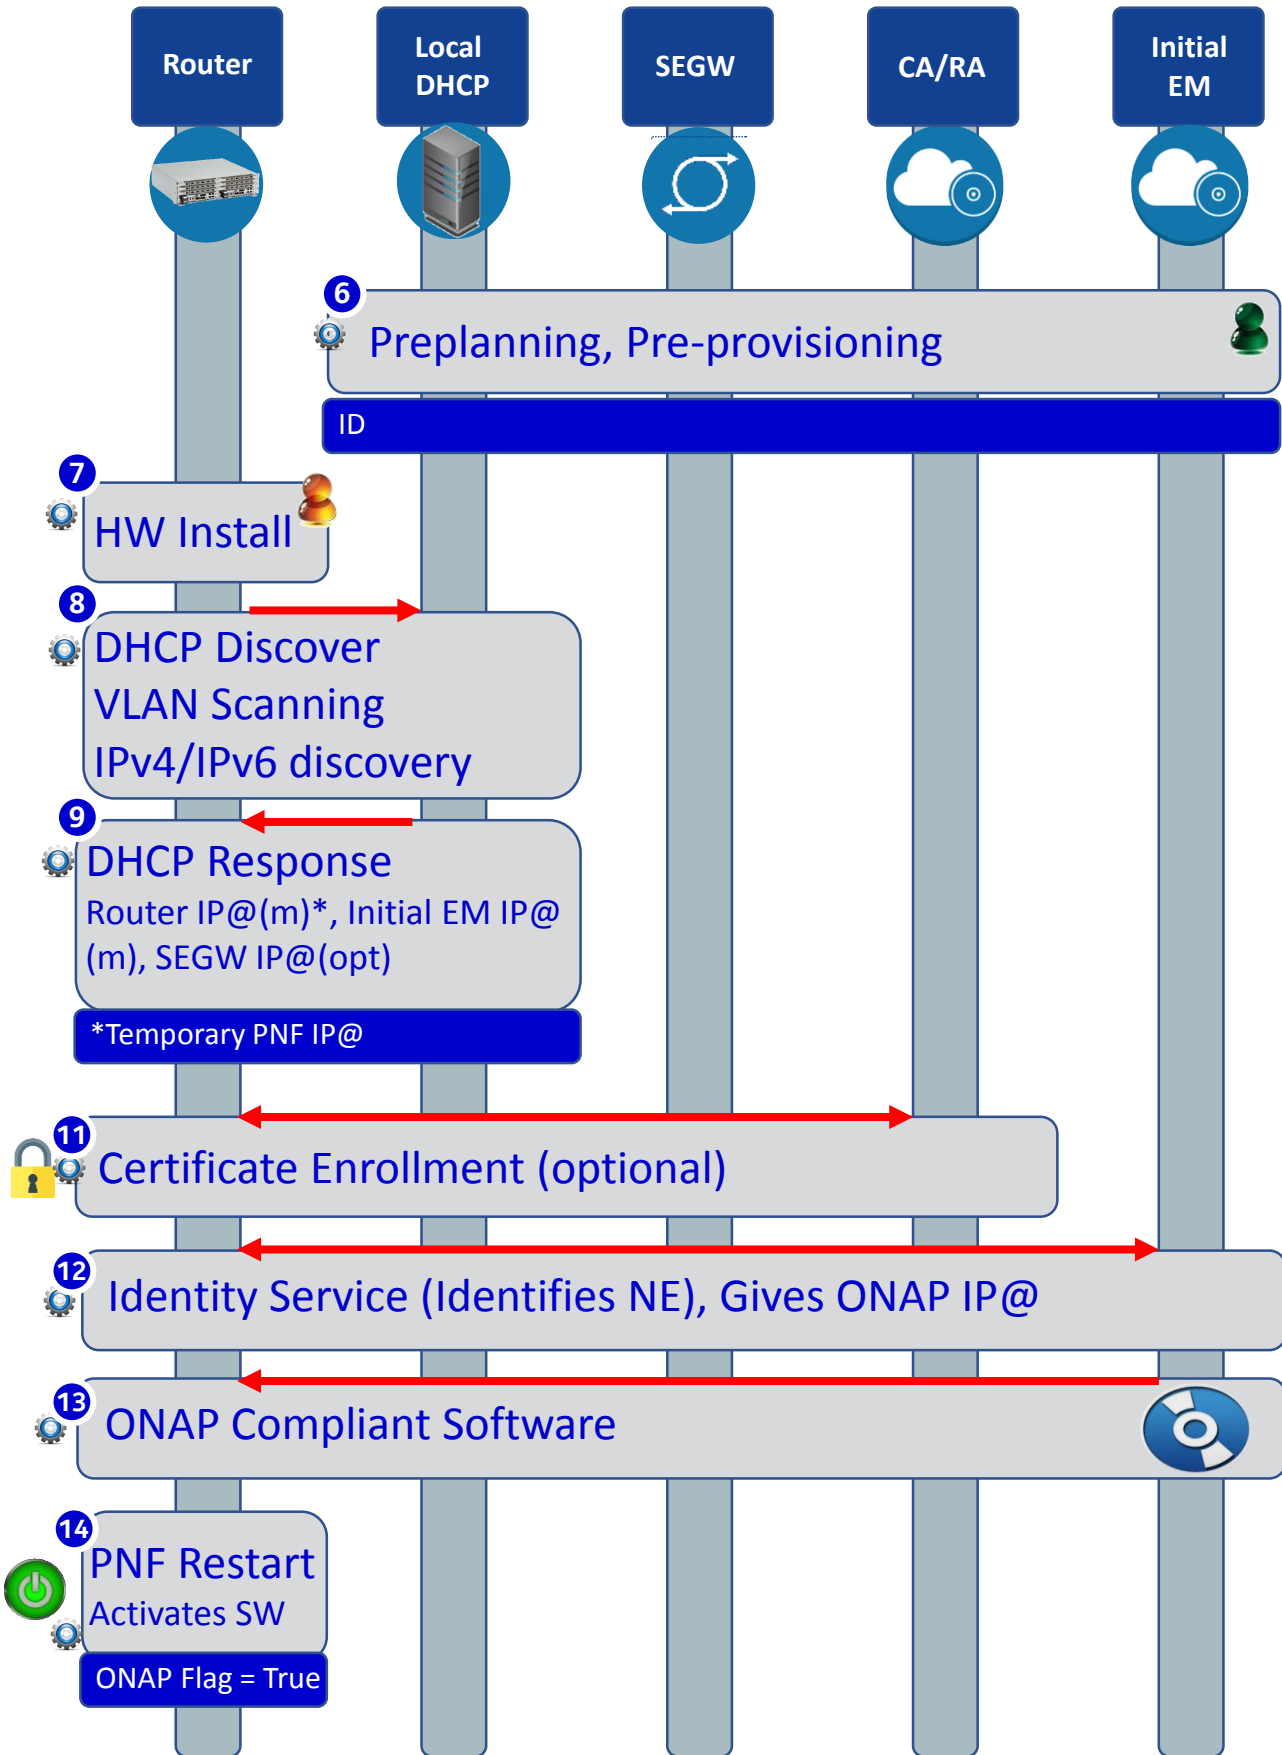 Router
Local
DHCP
SEGW
CA/RA
Initial
EM
6
Preplanning, Pre-provisioning
ID
7
HW Install
8
DHCP Discover
VLAN Scanning
IPv4/IPv6 discovery
9
DHCP Response
Router IP@(m)*, Initial EM IP@
(m), SEGW IP@(opt)
*Temporary PNF IP@
11
Certificate Enrollment (optional)
12
Identity Service (Identifies NE), Gives ONAP IP@
13
ONAP Compliant Software
14
PNF Restart
Activates SW
ONAP Flag = True